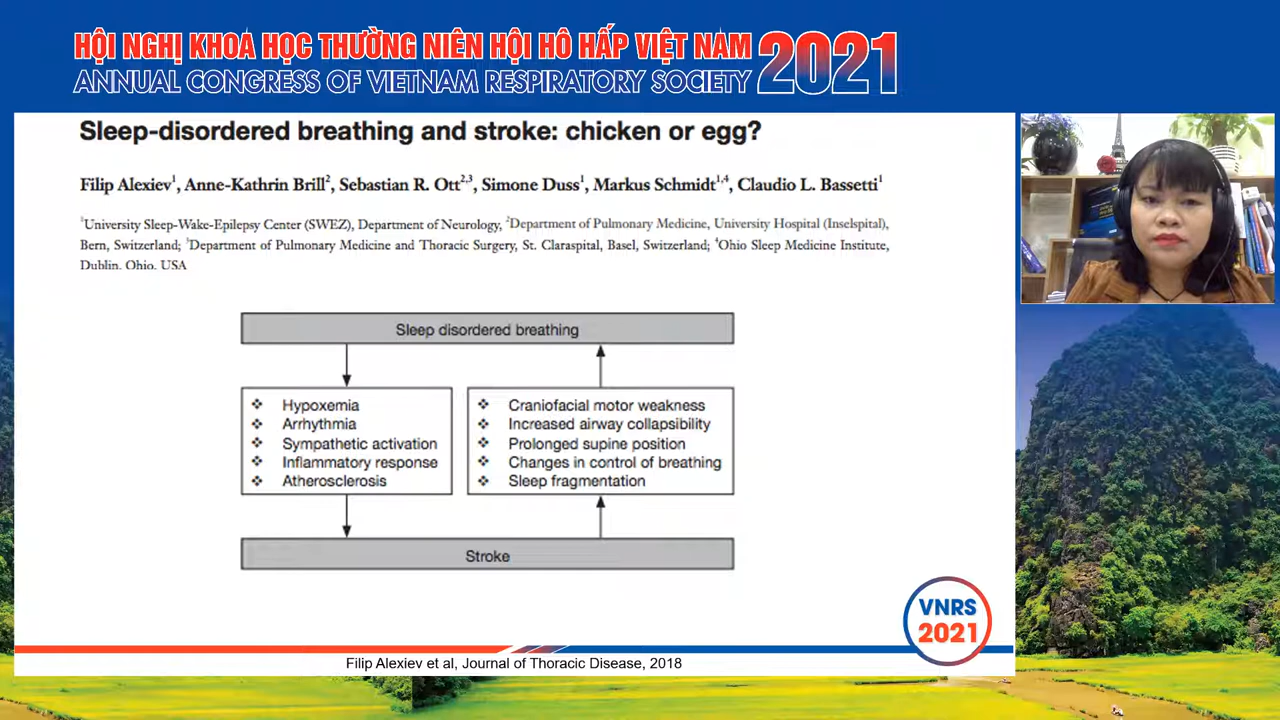 HỘI NGHỊ KHOA HỌC THƯỜNG NIÊN HỘI HÔ HẤP VIỆT NAM 2021
ANNUAL CONGRESS OF VIETNAM RESPIRATORY SOCIETY
Sleep-disordered breathing and stroke: chicken or egg?
Filip Alexiev1, Anne-Kathrin Brill2, Sebastian R. Ott2,3, Simone Duss1, Markus Schmidt1,4, Claudio L. Bassetti1
1University Sleep-Wake-Epilepsy Center (SWEZ), Department of Neurology, 2Department of Pulmonary Medicine, University Hospital (Inselspital),
Bern, Switzerland; 3Department of Pulmonary Medicine and Thoracic Surgery, St. Claraspital, Basel, Switzerland; 4Ohio Sleep Medicine Institute,
Dublin, Ohio, USA
Sleep disordered breathing
❖ Hypoxemia
❖ Arrhythmia
❖ Sympathetic activation
❖ Inflammatory response
❖ Atherosclerosis
❖ Craniofacial motor weakness
❖ Increased airway collapsibility
❖ Prolonged supine position
❖ Changes in control of breathing
❖ Sleep fragmentation
Stroke
VNRS
2021
Filip Alexiev et al, Journal of Thoracic Disease, 2018